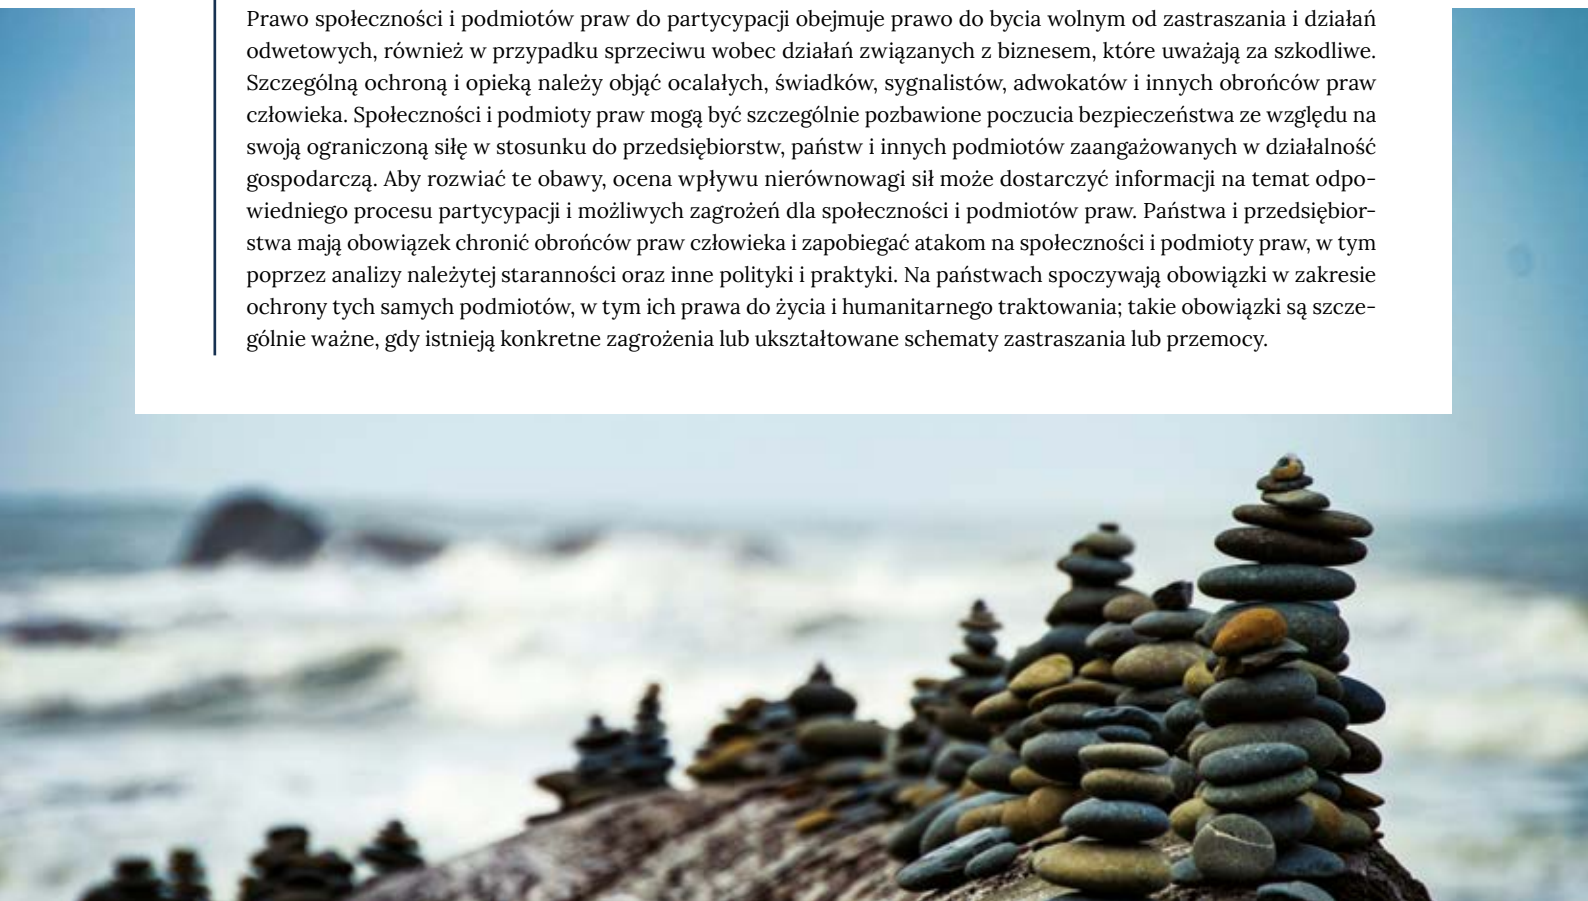 Prawo społeczności i podmiotów praw do partycypacji obejmuje prawo do bycia wolnym od zastraszania i działań
odwetowych, również w przypadku sprzeciwu wobec działań związanych z biznesem, które uważają za szkodliwe.
Szczególną ochroną i opieką należy objąć ocalałych, świadków, sygnalistów, adwokatów i innych obrońców praw
człowieka. Społeczności i podmioty praw mogą być szczególnie pozbawione poczucia bezpieczeństwa ze względu na
swoją ograniczoną siłę w stosunku do przedsiębiorstw, państw i innych podmiotów zaangażowanych w działalność
gospodarczą. Aby rozwiać te obawy, ocena wpływu nierównowagi sił może dostarczyć informacji na temat odpo-
wiedniego procesu partycypacji i możliwych zagrożeń dla społeczności i podmiotów praw. Państwa i przedsiębior-
stwa mają obowiązek chronić obrońców praw człowieka i zapobiegać atakom na społeczności i podmioty praw, w tym
poprzez analizy należytej staranności oraz inne polityki i praktyki. Na państwach spoczywają obowiązki w zakresie
ochrony tych samych podmiotów, w tym ich prawa do życia i humanitarnego traktowania; takie obowiązki są szcze-
gólnie ważne, gdy istnieją konkretne zagrożenia lub ukształtowane schematy zastraszania lub przemocy.